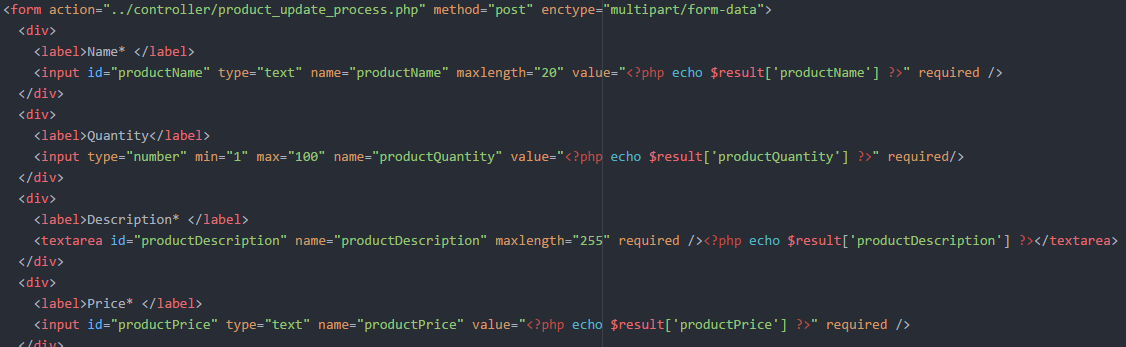 <form action="../controller/product_update_process.php" method="post" enctype="multipart/form-data">
<div>
<label>Name* </label>
<input id="productName" type="text" name="productName" maxlength="20" value="<?php echo $result['productName'] ?>" required />
</div>
<div>
<label>Quantity</label>
<input type="number" min="1" max="100" name="productQuantity" value="<?php echo $result['productQuantity'] ?>" required/>
</div>
<div>
<label>Description* </label>
<textarea id="productDescription" name="productDescription" maxlength="255" required /><?php echo $result['productDescription'] ?></textarea>
</div>
<div>
<label>Price* </label>
<input id="productPrice" type="text" name="productPrice" value="<?php echo $result['productPrice'] ?>" required />
</div>